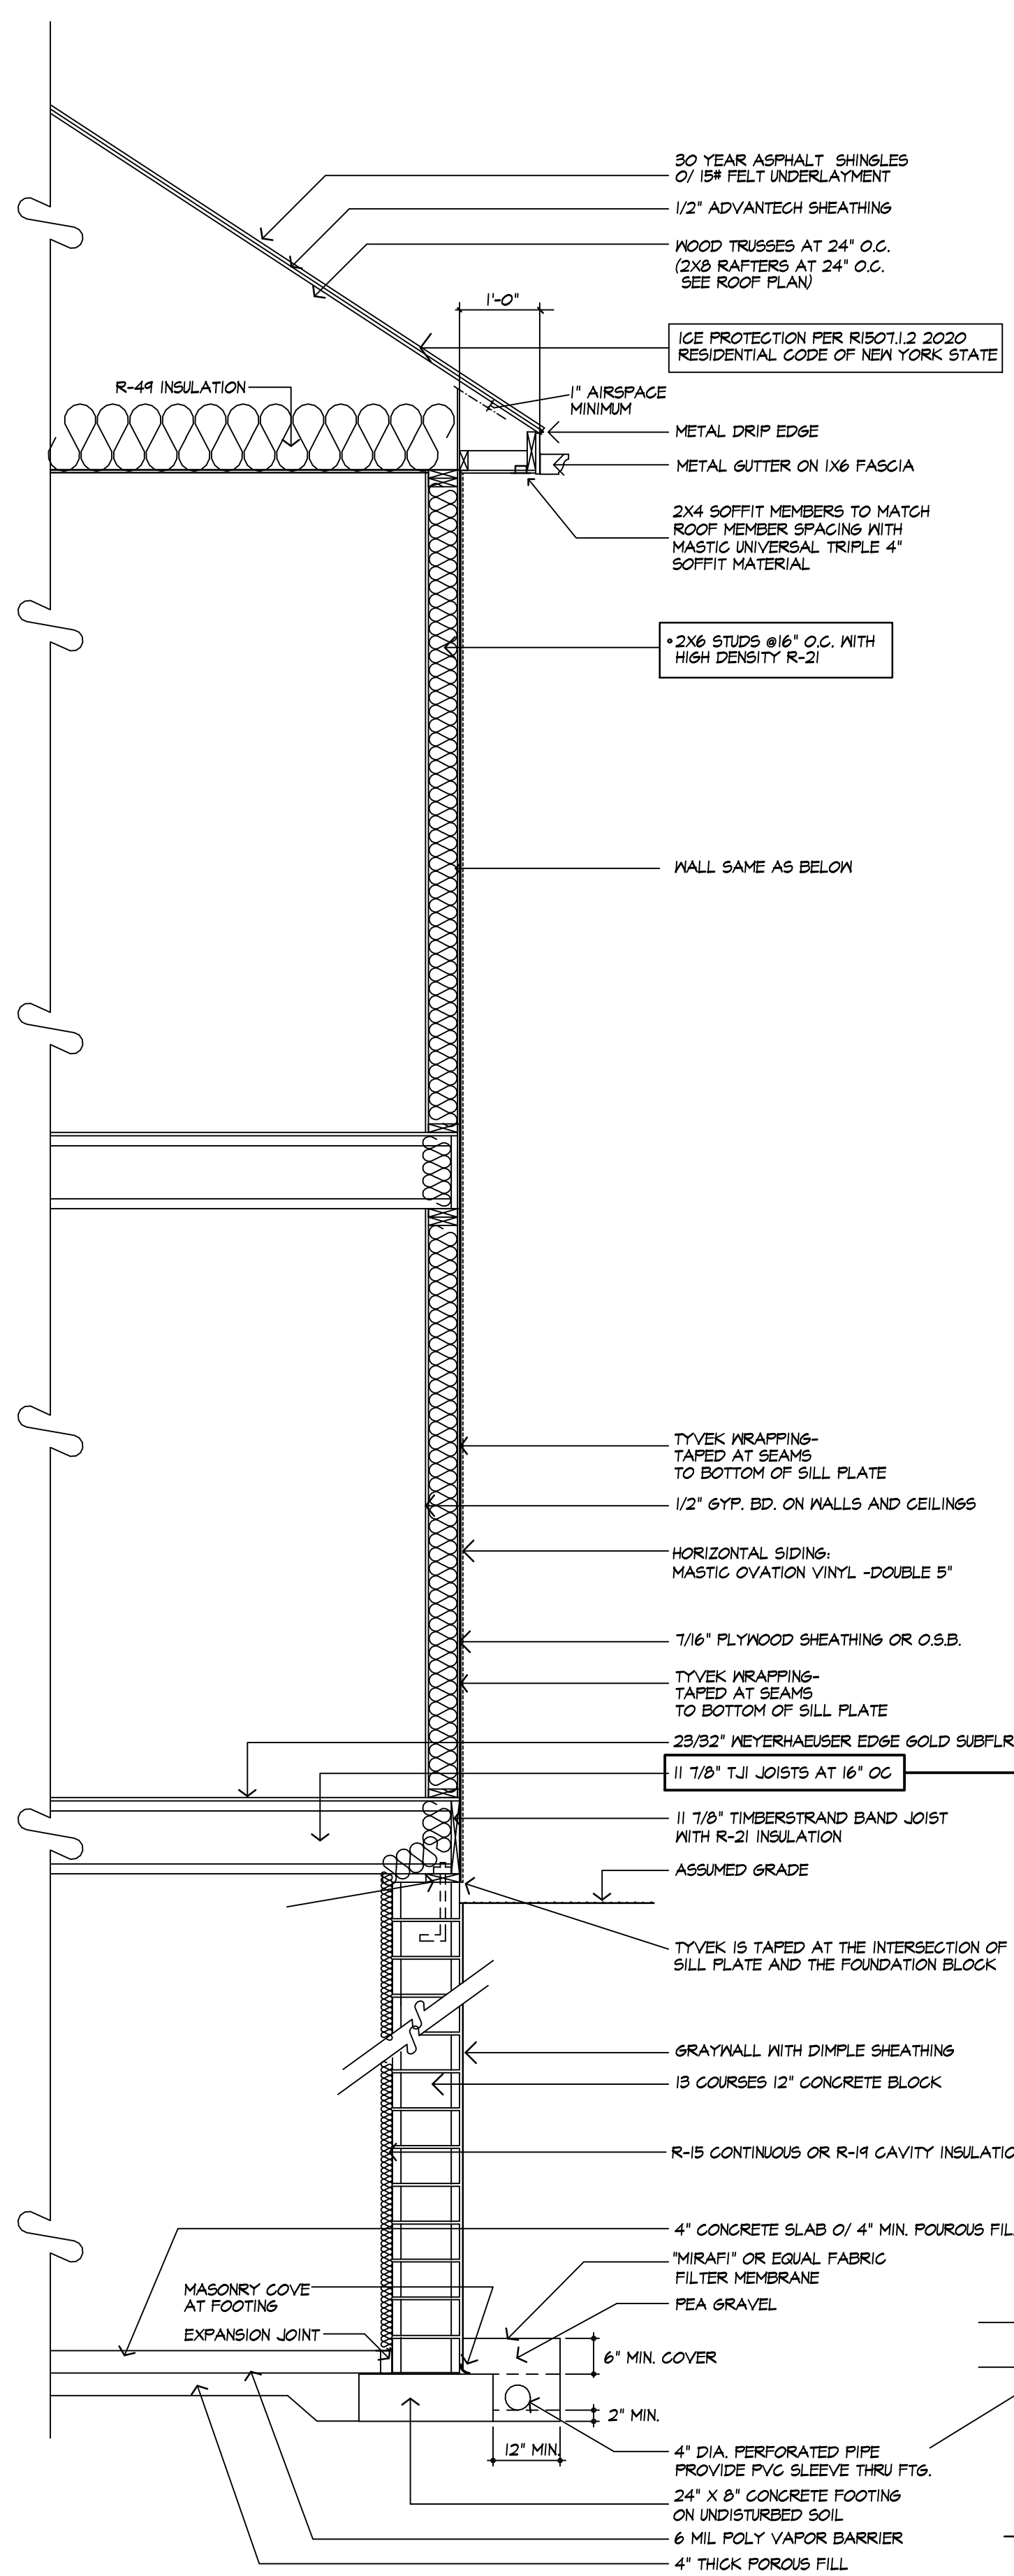 30 YEAR ASPHALT SHINGLES
O/ 15# FELT UNDERLAYMENT
1/2" ADVANTECH SHEATHING
WOOD TRUSSES AT 24" O.C.
(2X8 RAFTERS AT 24" O.C.
SEE ROOF PLAN)
1'-0"
ICE PROTECTION PER R1507.1.2 2020
RESIDENTIAL CODE OF NEW YORK STATE
R-49 INSULATION
1" AIRSPACE
MINIMUM
METAL DRIP EDGE
METAL GUTTER ON 1X6 FASCIA
2X4 SOFFIT MEMBERS TO MATCH
ROOF MEMBER SPACING WITH
MASTIC UNIVERSAL TRIPLE 4"
SOFFIT MATERIAL
2X6 STUDS @16" O.C. WITH
HIGH DENSITY R-21
WALL SAME AS BELOW
TYVEK WRAPPING-
TAPED AT SEAMS
TO BOTTOM OF SILL PLATE
1/2" GYP. BD. ON WALLS AND CEILINGS
HORIZONTAL SIDING:
MASTIC OVATION VINYL -DOUBLE 5"
7/16" PLYWOOD SHEATHING OR O.S.B.
TYVEK WRAPPING-
TAPED AT SEAMS
TO BOTTOM OF SILL PLATE
23/32" WEYERHAEUSER EDGE GOLD SUBFLR
11 7/8" TJI JOISTS AT 16" OC
11 7/8" TIMBERSTRAND BAND JOIST
WITH R-21 INSULATION
ASSUMED GRADE
TYVEK IS TAPED AT THE INTERSECTION OF
SILL PLATE AND THE FOUNDATION BLOCK
GRAYWALL WITH DIMPLE SHEATHING
13 COURSES 12" CONCRETE BLOCK
R-15 CONTINUOUS OR R-19 CAVITY INSULATIO
4" CONCRETE SLAB O/ 4" MIN. POUROUS FIL
"MIRAFI" OR EQUAL FABRIC
FILTER MEMBRANE
MASONRY COVE
AT FOOTING
PEA GRAVEL
EXPANSION JOINT
6" MIN. COVER
2" MIN.
12" MIN.
4" DIA. PERFORATED PIPE
PROVIDE PVC SLEEVE THRU FTG.
24" X 8" CONCRETE FOOTING
ON UNDISTURBED SOIL
6 MIL POLY VAPOR BARRIER
4" THICK POROUS FILL